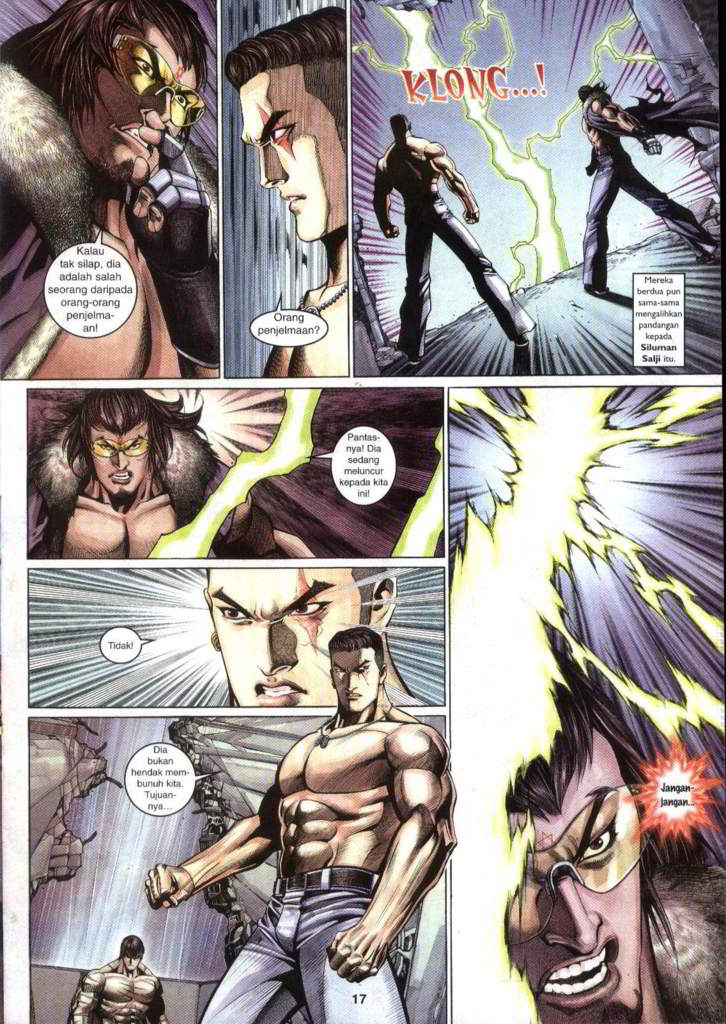 Kalau
tak silap, dia
adalah salah
seorang daripada
orang-orang
penjelma-
an!
Orang
penjelmaan?
KLONG...!
Mereka
berdua pun
sama-sama
mengalihkan
pandangan
kepada
Siluman
Salji itu.
Pantas-
nya! Dia
sedang
meluncur
kepada kita
ini!
Tidak!
Dia
bukan
hendak mem-
bunuh kita.
Tujuan-
nya...
Jangan-
jangan...
17